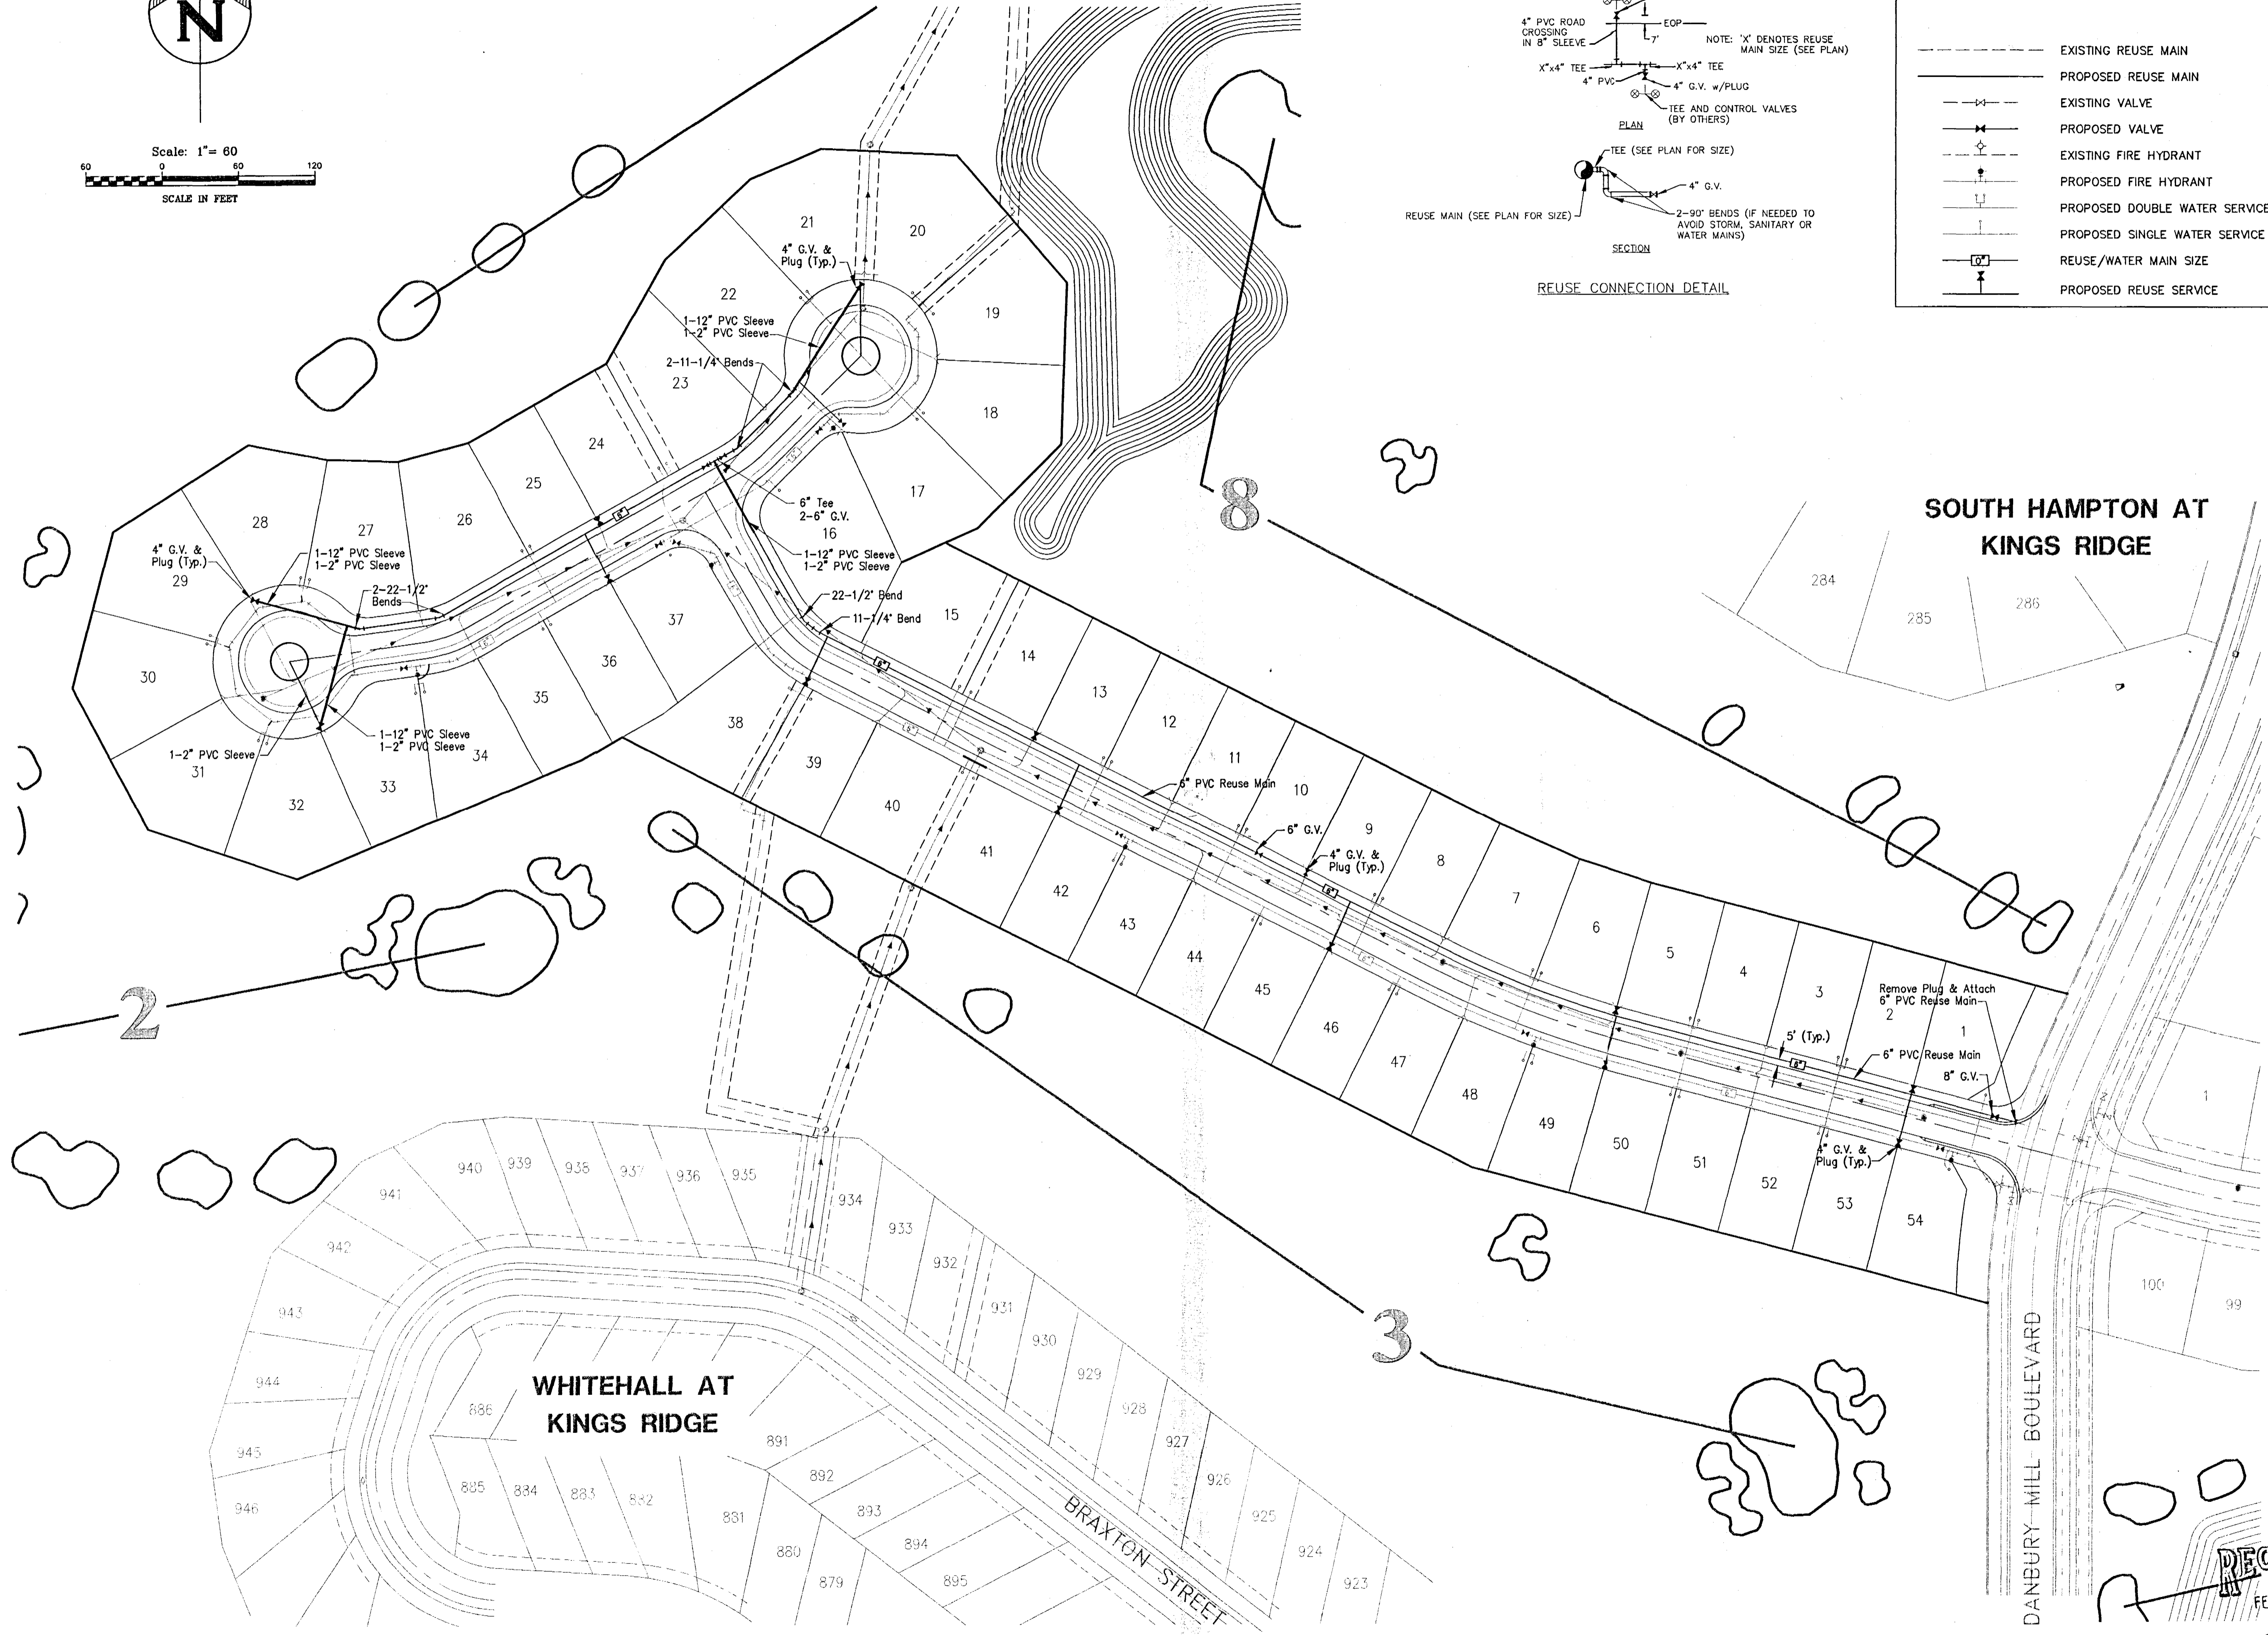 N
Scale: 1"= 60
60 0 60 120
SCALE IN FEET
4" PVC ROAD
CROSSING
IN 8" SLEEVE
EOP
7'
NOTE: 'X' DENOTES REUSE
MAIN SIZE (SEE PLAN)
X"x4" TEE
X"x4" TEE
4" PVC
4" G.V. w/PLUG
TEE AND CONTROL VALVES
(BY OTHERS)
PLAN
TEE (SEE PLAN FOR SIZE)
4" G.V.
REUSE MAIN (SEE PLAN FOR SIZE)
2-90° BENDS (IF NEEDED TO
AVOID STORM, SANITARY OR
WATER MAINS)
SECTION
REUSE CONNECTION DETAIL
EXISTING REUSE MAIN
PROPOSED REUSE MAIN
EXISTING VALVE
PROPOSED VALVE
EXISTING FIRE HYDRANT
PROPOSED FIRE HYDRANT
PROPOSED DOUBLE WATER SERVICE
PROPOSED SINGLE WATER SERVICE
0" REUSE/WATER MAIN SIZE
PROPOSED REUSE SERVICE
21
20
4" G.V. &
Plug (Typ.)
22
19
1-12" PVC Sleeve
1-2" PVC Sleeve
2-11-1/4° Bends
23
18
24
25
17
26
27
28
6" Tee
2-6" G.V.
16
1-12" PVC Sleeve
1-2" PVC Sleeve
4" G.V. &
Plug (Typ.)
29
1-12" PVC Sleeve
1-2" PVC Sleeve
2-22-1/2°
Bends
22-1/2° Bend
11-1/4° Bend
15
14
13
12
11
10
9
8
7
6
5
4
3
2
1
30
37
36
35
34
33
32
31
1-12" PVC Sleeve
1-2" PVC Sleeve
1-2" PVC Sleeve
38
39
40
41
42
43
44
45
46
47
48
49
50
51
52
53
54
6" PVC Reuse Main
6" G.V.
4" G.V. &
Plug (Typ.)
Remove Plug & Attach
6" PVC Reuse Main
5' (Typ.)
6" PVC Reuse Main
8" G.V.
4" G.V. &
Plug (Typ.)
8
SOUTH HAMPTON AT
KINGS RIDGE
284
285
286
1
100
99
2
3
940
939
938
937
936
935
934
933
932
931
930
929
928
927
926
925
924
923
941
942
943
944
945
946
WHITEHALL AT
KINGS RIDGE
886
885
884
883
882
881
880
879
891
892
893
894
895
BRAXTON STREET
DANBURY MILL BOULEVARD